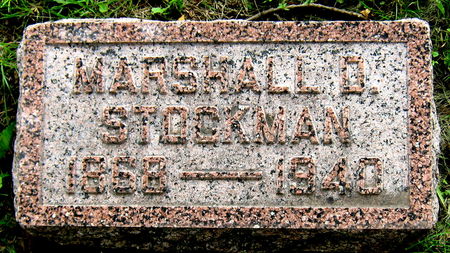 MARSHALL D.
STOCKMAN
1858 — 1940